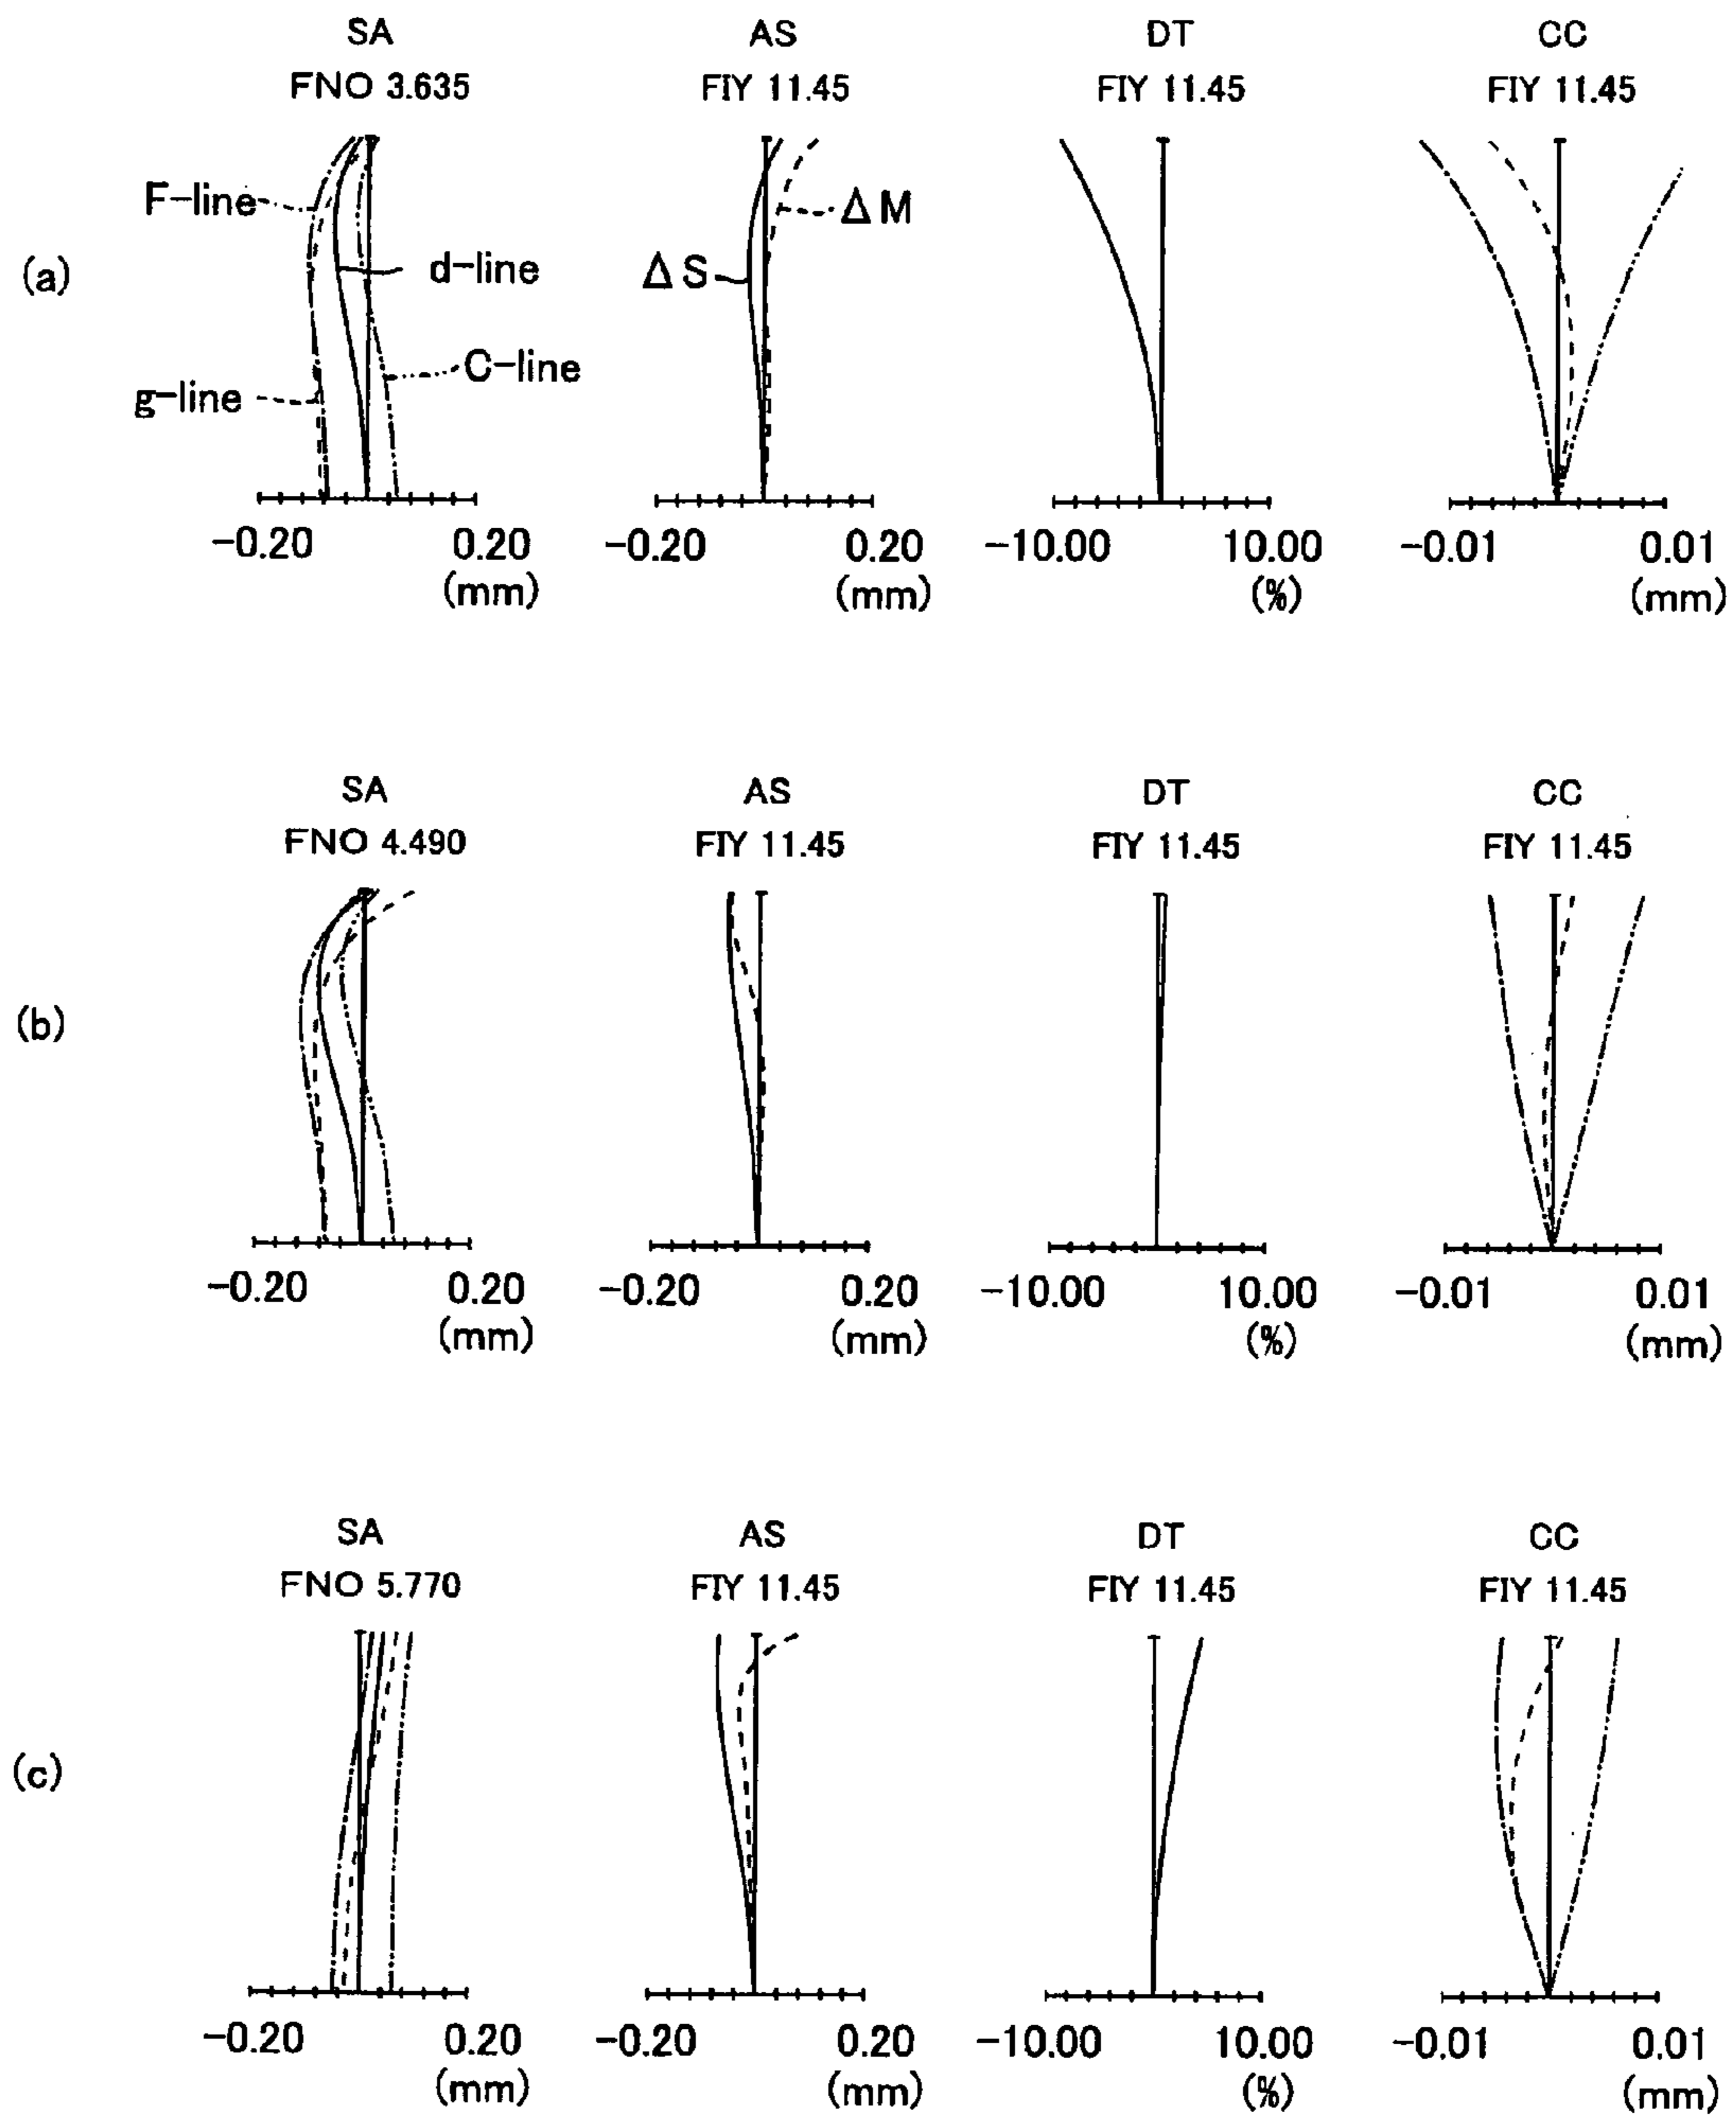 SA AS DT CC
FNO 3.635 FIY 11.45 FIY 11.45 FIY 11.45
F-line
ΔM
(a)
d-line
ΔS
C-line
g-line
-0.20 0.20 -0.20 0.20 -10.00 10.00 -0.01 0.01
(mm) (mm) (%) (mm)
SA AS DT CC
FNO 4.490 FIY 11.45 FIY 11.45 FIY 11.45
(b)
-0.20 0.20 -0.20 0.20 -10.00 10.00 -0.01 0.01
(mm) (mm) (%) (mm)
SA AS DT CC
FNO 5.770 FIY 11.45 FIY 11.45 FIY 11.45
(c)
-0.20 0.20 -0.20 0.20 -10.00 10.00 -0.01 0.01
(mm) (mm) (%) (mm)